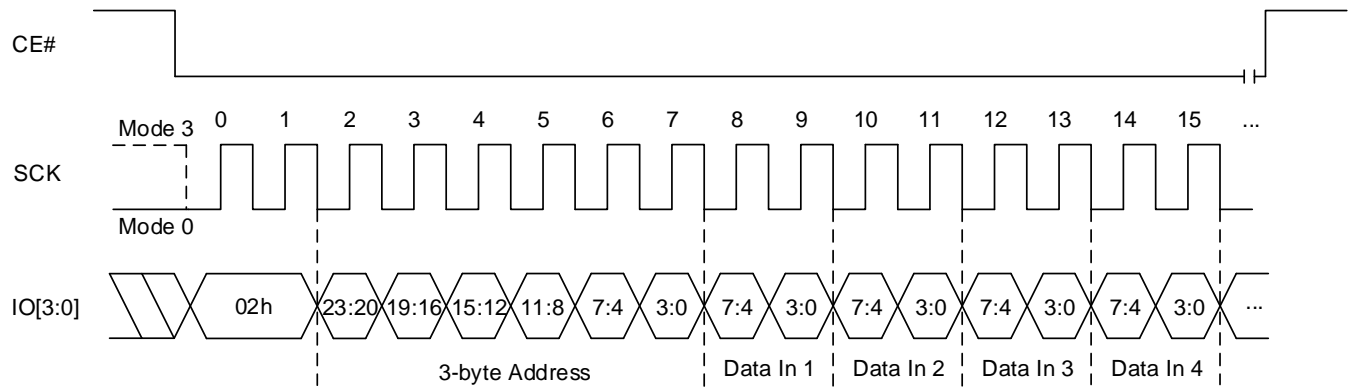 CE#
Mode 3 0 1 2 3 4 5 6 7 8 9 10 11 12 13 14 15 ...
SCK
Mode 0
IO[3:0] 02h 23:20 19:16 15:12 11:8 7:4 3:0 7:4 3:0 7:4 3:0 7:4 3:0 7:4 3:0 ...
3-byte Address Data In 1 Data In 2 Data In 3 Data In 4